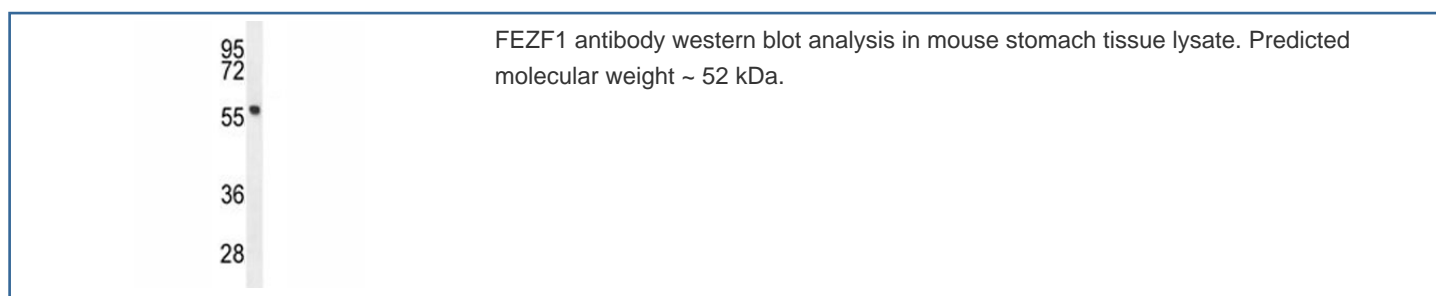 95
72
55
36
28
FEZF1 antibody western blot analysis in mouse stomach tissue lysate. Predicted
molecular weight ~ 52 kDa.